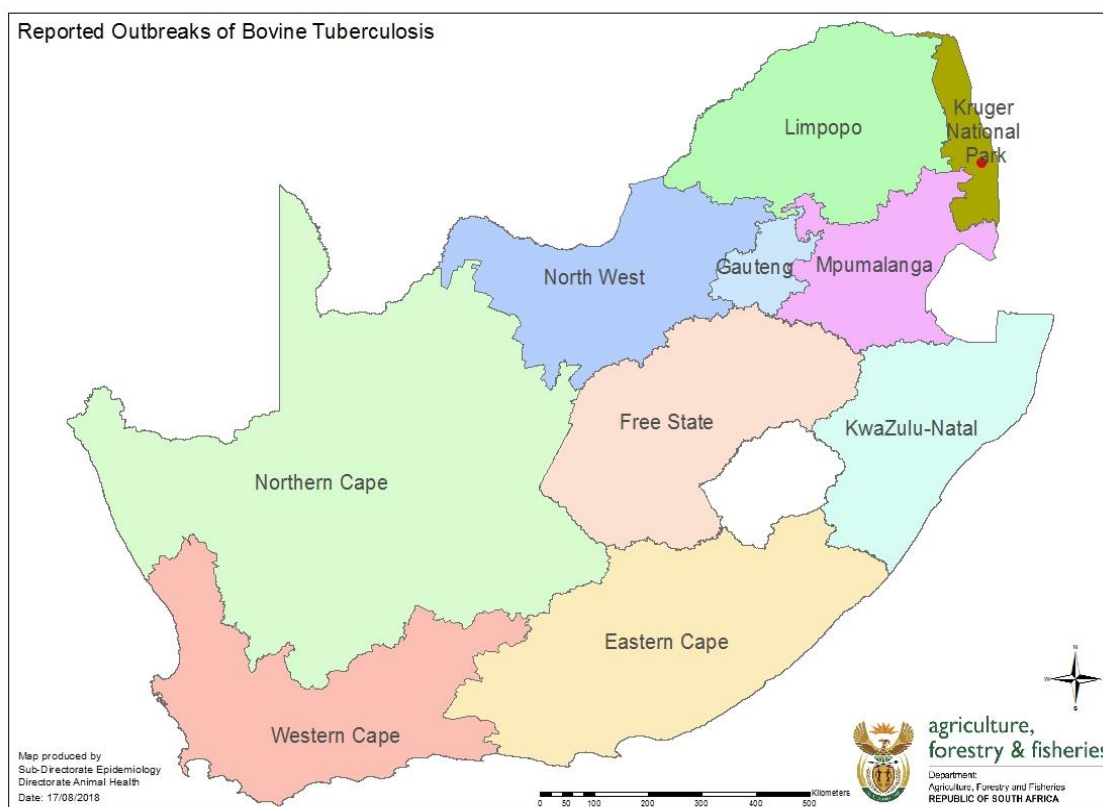 Reported Outbreaks of Bovine Tuberculosis
Kruger
National
Park
Limpopo
North West
Gauteng
Mpumalanga
Free State
KwaZulu-Natal
Northern Cape
Eastern Cape
Western Cape
N
W
E
S
Map produced by
Sub-Directorate Epidemiology
Directorate Animal Health
Date: 17/08/2018
Kilometers
0 50 100 200 300 400 500
agriculture,
forestry & fisheries
Department:
Agriculture, Forestry and Fisheries
REPUBLIC OF SOUTH AFRICA